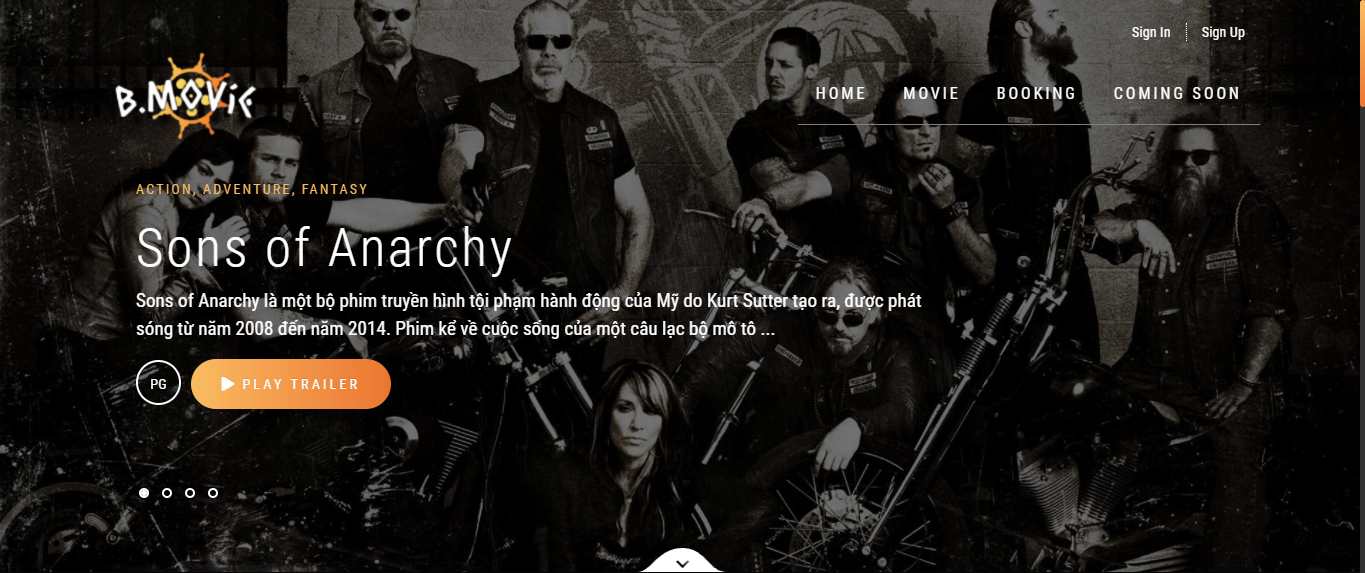 Sign In
Sign Up
B.MOVIE
HOME
MOVIE
BOOKING
COMING SOON
ACTION, ADVENTURE, FANTASY
Sons of Anarchy
Sons of Anarchy là một bộ phim truyền hình tội phạm hành động của Mỹ do Kurt Sutter tạo ra, được phát
sóng từ năm 2008 đến năm 2014. Phim kể về cuộc sống của một câu lạc bộ mô tô ...
PG
PLAY TRAILER